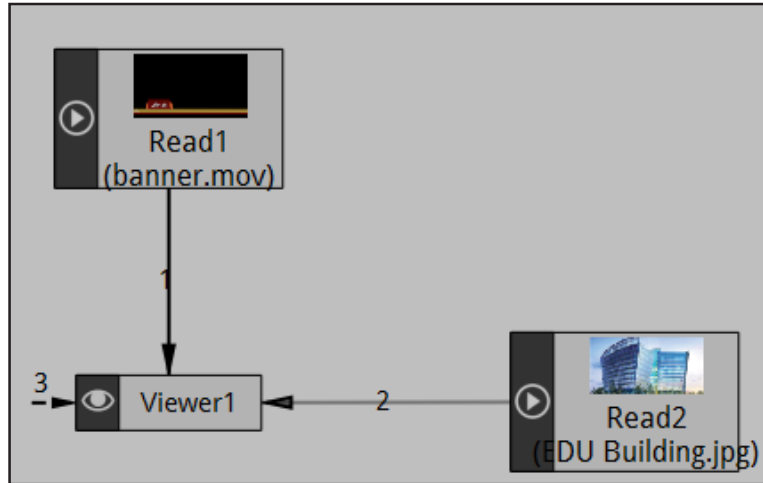 Read1
(banner.mov)
1
3
Viewer1
2
Read2
(EDU Building.jpg)